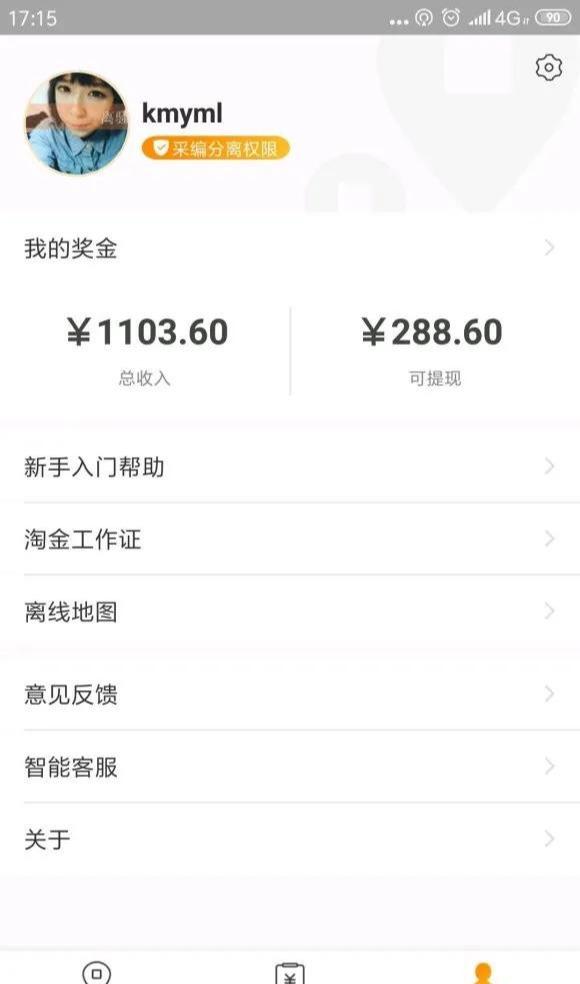 17:15
4G
90
kmyml
采编分离权限
我的奖金
￥1103.60
￥288.60
总收入
可提现
新手入门帮助
淘金工作证
离线地图
意见反馈
智能客服
关于